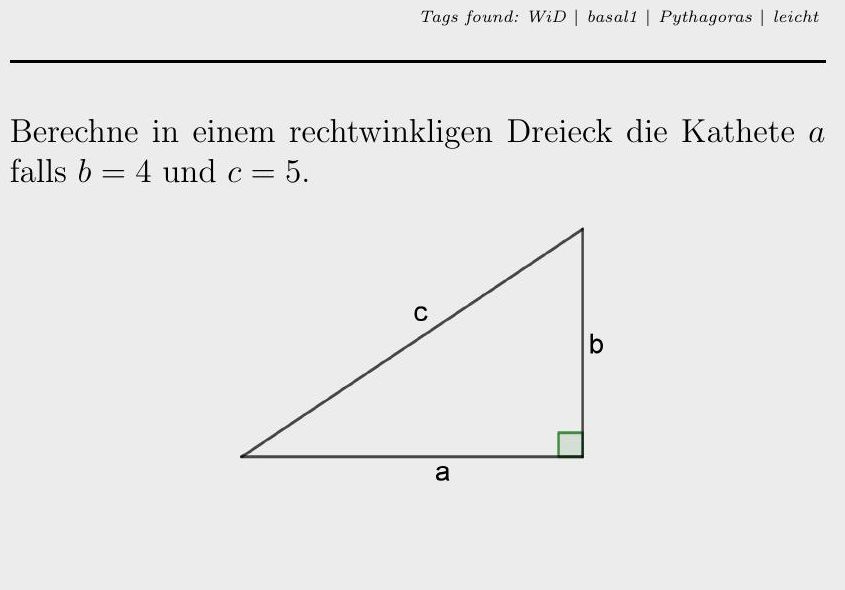 Tags found: WiD | basal1 | Pythagoras | leicht
Berechne in einem rechtwinkligen Dreieck die Kathete a
falls b = 4 und c = 5.
c
b
a